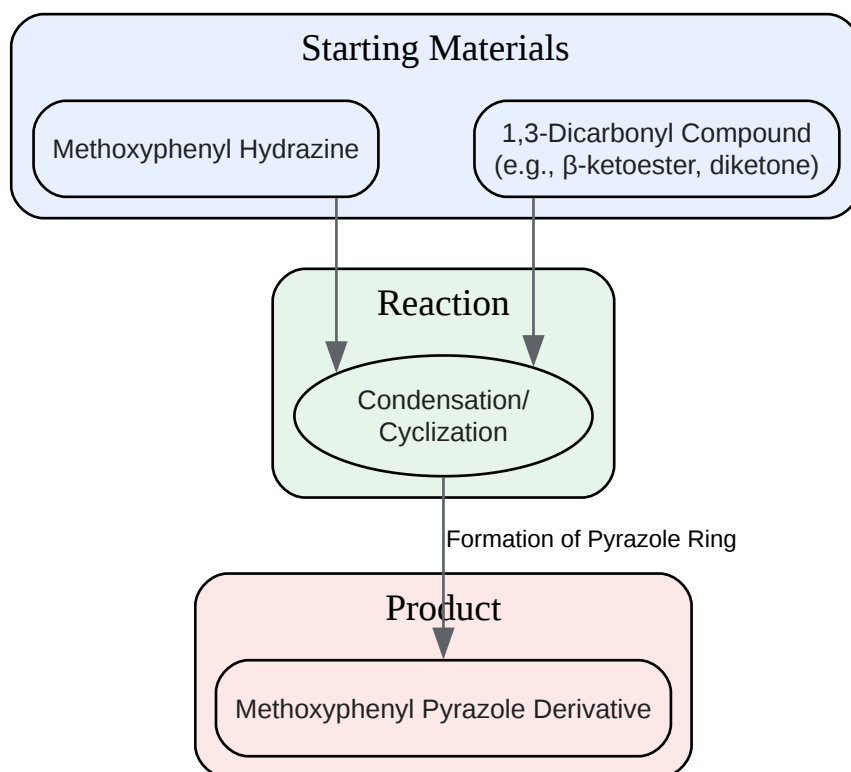 Starting Materials
Methoxyphenyl Hydrazine
1,3-Dicarbonyl Compound
(e.g., β-ketoester, diketone)
Reaction
Condensation/
Cyclization
Formation of Pyrazole Ring
Product
Methoxyphenyl Pyrazole Derivative